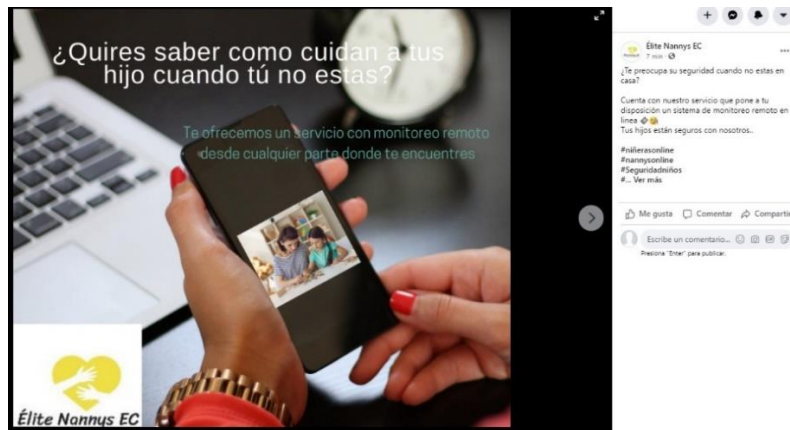 ¿Quires saber como cuidan a tus
hijo cuando tú no estas?
Te ofrecemos un servicio con monitoreo remoto
desde cualquier parte donde te encuentres
Élite Nannys EC
Élite Nannys EC
7 min ·
¿Te preocupa su seguridad cuando no estas en
casa?
Cuenta con nuestro servicio que pone a tu
disposición un sistema de monitoreo remoto en
linea
Tus hijos están seguros con nosotros..
#niñerasonline
#nannysonline
#Seguridadniños
#... Ver más
Me gusta Comentar Compartir
Escribe un comentario...
Presiona "Enter" para publicar.